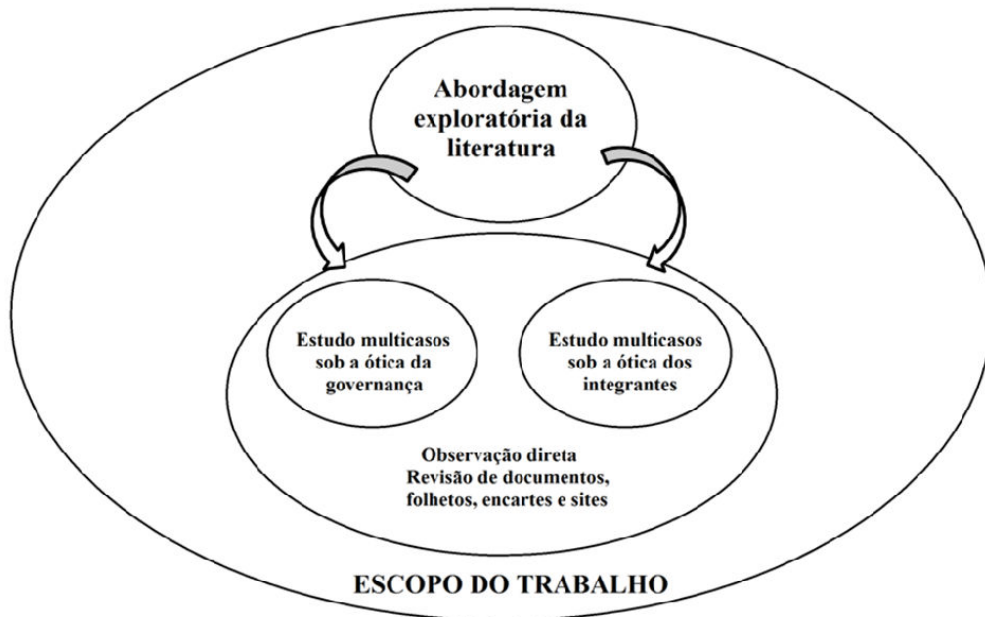 Abordagem
exploratória da
literatura
Estudo multicasos
sob a ótica da
governança
Estudo multicasos
sob a ótica dos
integrantes
Observação direta
Revisão de documentos,
folhetos, encartes e sites
ESCOPO DO TRABALHO